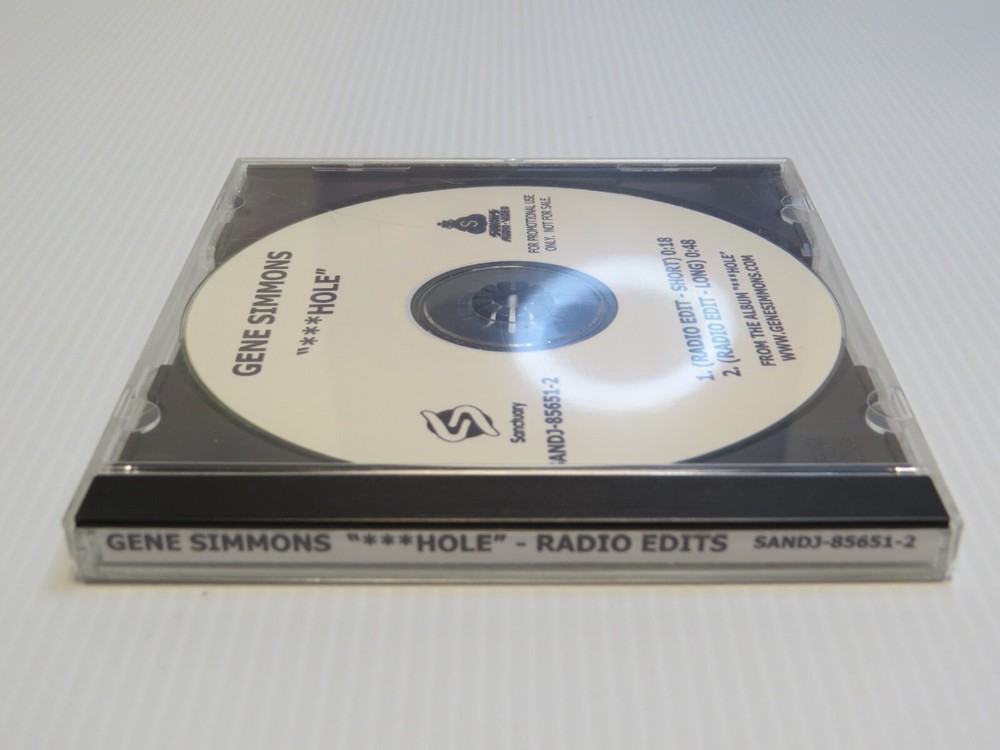 GENE SIMMONS
"***HOLE"
$
SIMMONS
FOR PROMOTIONAL USE
ONLY. NOT FOR SALE.
Sanctuary
SANDJ-85651-2
1. (RADIO EDIT - SHORT) 0:18
2. (RADIO EDIT - LONG) 0:48
FROM THE ALBUM "***HOLE"
WWW.GENESIMMONS.COM
GENE SIMMONS "***HOLE" - RADIO EDITS SANDJ-85651-2